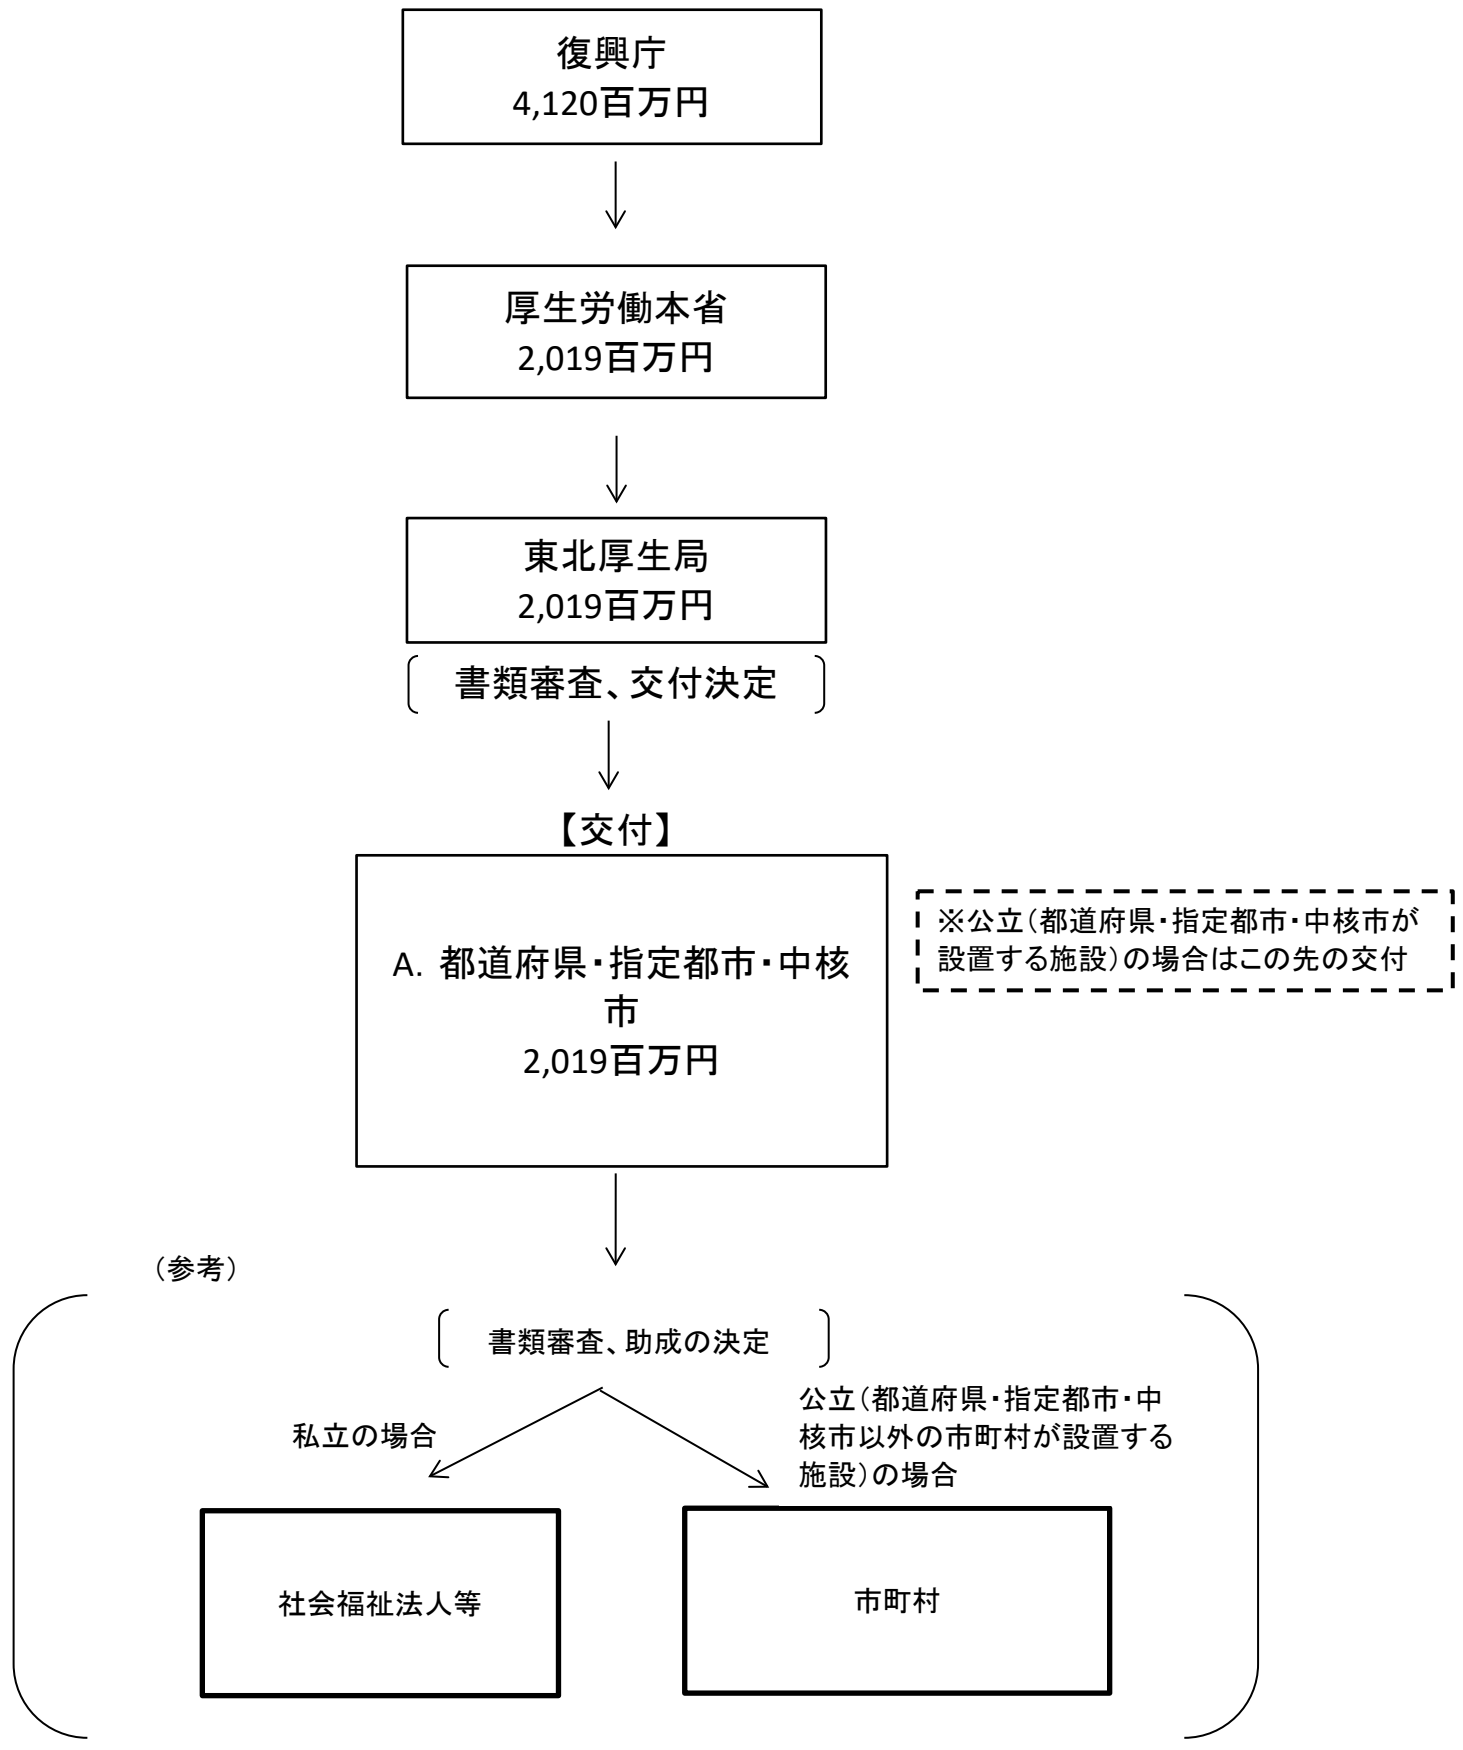 復興庁
4,120百万円
厚生労働本省
2,019百万円
東北厚生局
2,019百万円
書類審査、交付決定
【交付】
A. 都道府県・指定都市・中核
市
2,019百万円
※公立(都道府県・指定都市・中核市が
設置する施設)の場合はこの先の交付
(参考)
書類審査、助成の決定
私立の場合
公立(都道府県・指定都市・中
核市以外の市町村が設置する
施設)の場合
社会福祉法人等
市町村